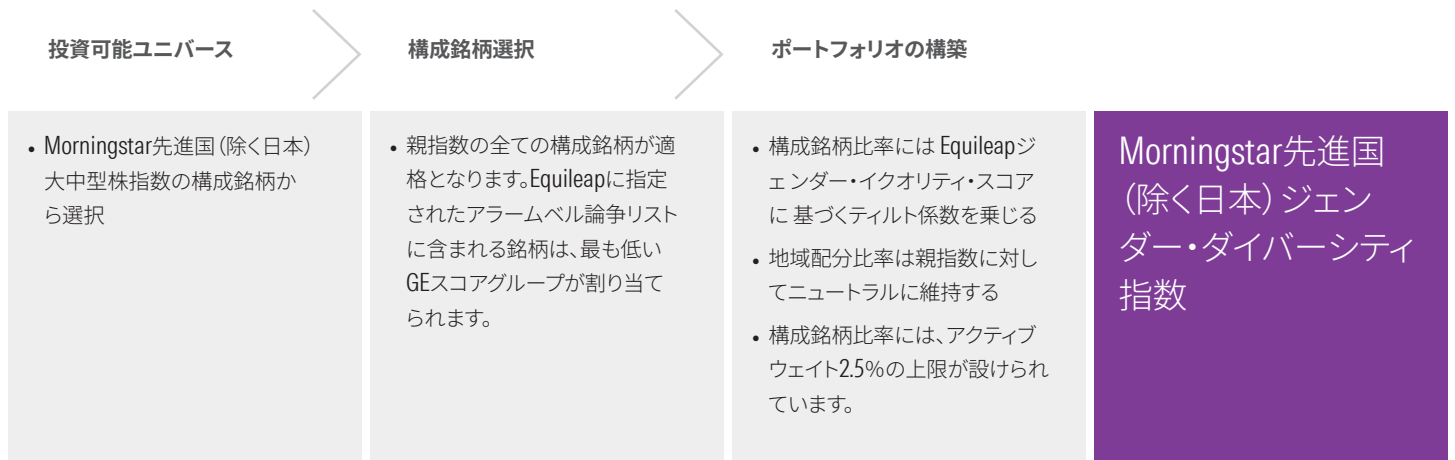 投資可能ユニバース
構成銘柄選択
ポートフォリオの構築
• Morningstar先進国（除く日本）
大中型株指数の構成銘柄か
ら選択
• 親指数の全ての構成銘柄が適
格となります。Equileapに指定
されたアラームベル論争リスト
に含まれる銘柄は、最も低い
GEスコアグループが割り当て
られます。
• 構成銘柄比率には Equileapジ
ェ ンダー・イクオリティ・スコア
に 基づくティルト係数を乗じる
• 地域配分比率は親指数に対し
てニュートラルに維持する
• 構成銘柄比率には、アクティブ
ウェイト2.5%の上限が設けられ
ています。
Morningstar先進国
（除く日本）ジェン
ダー・ダイバーシティ
指数